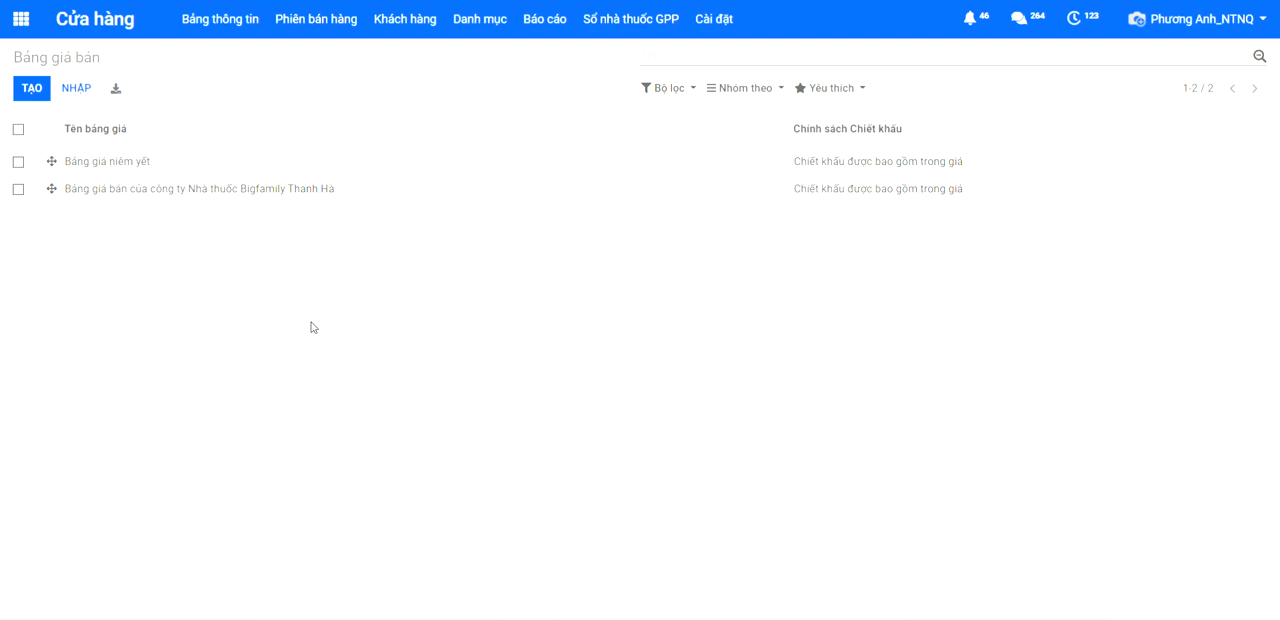 Cửa hàng Bảng thông tin Phiên bán hàng Khách hàng Danh mục Báo cáo Sổ nhà thuốc GPP Cài đặt 46 264 123 Phương Anh_NTNQ
Bảng giá bán
TẠO NHẬP Bộ lọc Nhóm theo Yêu thích 1-2 / 2
Tên bảng giá Chính sách Chiết khấu
Bảng giá niêm yết Chiết khấu được bao gồm trong giá
Bảng giá bán của công ty Nhà thuốc Bigfamily Thanh Hà Chiết khấu được bao gồm trong giá